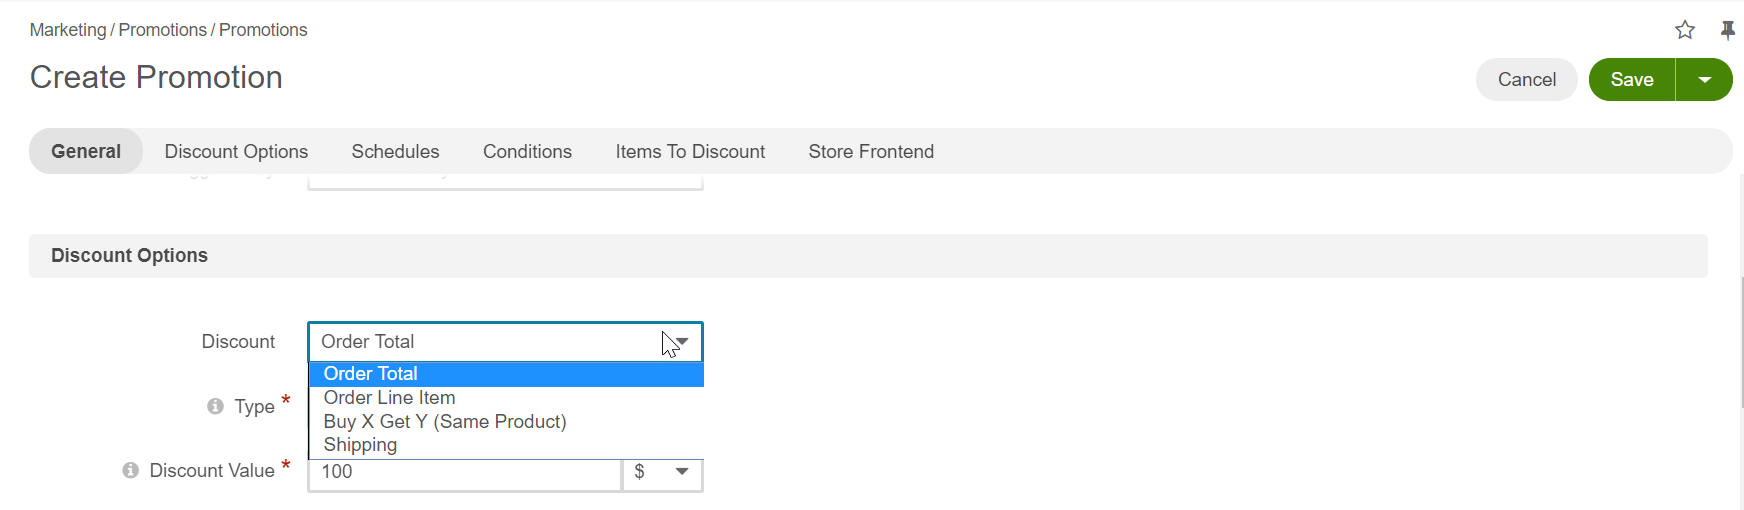 Marketing / Promotions / Promotions
Create Promotion
Cancel
Save
General
Discount Options
Schedules
Conditions
Items To Discount
Store Frontend
Discount Options
Discount
Order Total
Order Total
Order Line Item
Buy X Get Y (Same Product)
Shipping
Type *
Discount Value *
100
$